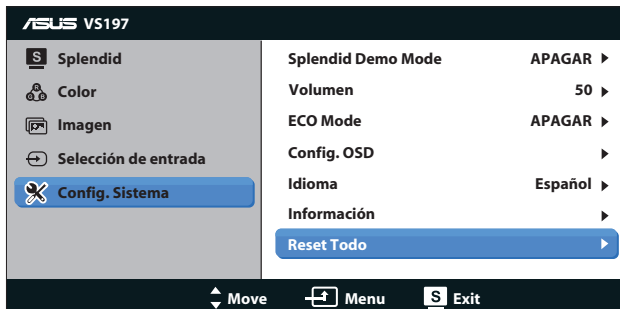 ASUS VS197
S Splendid
Color
Imagen
Selección de entrada
Config. Sistema
Splendid Demo Mode APAGAR
Volumen 50
ECO Mode APAGAR
Config. OSD
Idioma Español
Información
Reset Todo
Move Menu S Exit